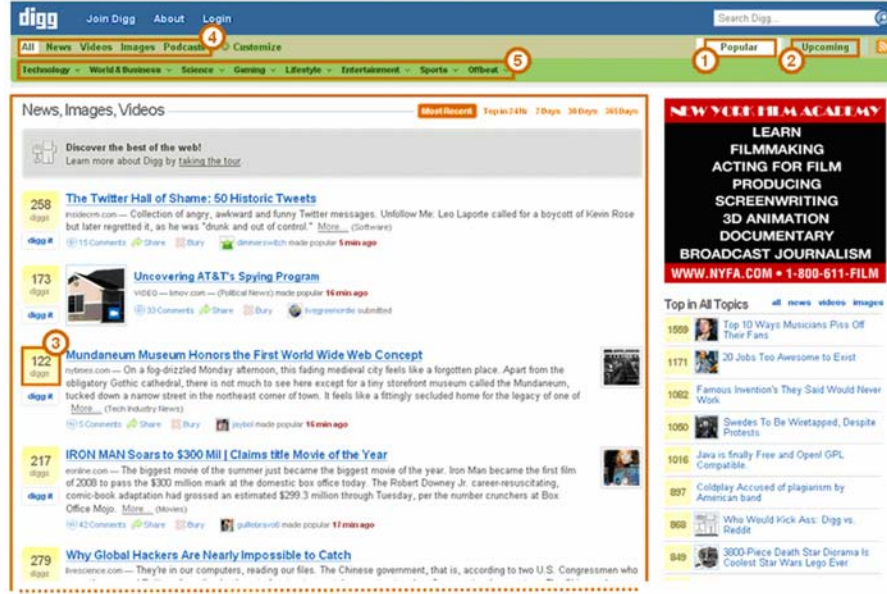 digg Join Digg About Login Search Digg...
All News Videos Images Podcasts 4 Customize 1 Popular 2 Upcoming
Technology World & Business Science Gaming Lifestyle Entertainment Sports Offbeat 5
News, Images, Videos Most Recent Top in 24 Hr 7 Days 30 Days 365 Days
Discover the best of the web!
Learn more about Digg by taking the tour.
258 diggs digg it
The Twitter Hall of Shame: 50 Historic Tweets
insidecrm.com — Collection of angry, awkward and funny Twitter messages. Unfollow Me: Leo Laporte called for a boycott of Kevin Rose
but later regretted it, as he was "drunk and out of control." More... (Software)
15 Comments Share Bury dimmerswitch made popular 5 min ago
173 diggs digg it
Uncovering AT&T's Spying Program
VIDEO — kmov.com — (Political News) made popular 16 min ago
33 Comments Share Bury livegreenordie submitted
3
122 diggs digg it
Mundaneum Museum Honors the First World Wide Web Concept
nytimes.com — On a fog-drizzled Monday afternoon, this fading medieval city feels like a forgotten place. Apart from the
obligatory Gothic cathedral, there is not much to see here except for a tiny storefront museum called the Mundaneum,
tucked down a narrow street in the northeast corner of town. It feels like a fittingly secluded home for the legacy of one of
More... (Tech Industry News)
5 Comments Share Bury jaybol made popular 16 min ago
217 diggs digg it
IRON MAN Soars to $300 Mil | Claims title Movie of the Year
eonline.com — The biggest movie of the summer just became the biggest movie of the year. Iron Man became the first film
of 2008 to pass the $300 million mark at the domestic box office today. The Robert Downey Jr. career-resuscitating,
comic-book adaptation had grossed an estimated $299.3 million through Tuesday, per the number crunchers at Box
Office Mojo. More... (Movies)
42 Comments Share Bury made popular 17 min ago
279
Why Global Hackers Are Nearly Impossible to Catch
livescience.com — They're in our computers, reading our files. The Chinese government, that is, according to two U.S. Congressmen who
NEW YORK FILM ACADEMY
LEARN
FILMMAKING
ACTING FOR FILM
PRODUCING
SCREENWRITING
3D ANIMATION
DOCUMENTARY
BROADCAST JOURNALISM
WWW.NYFA.COM • 1-800-611-FILM
Top in All Topics all news videos images
1559 Top 10 Ways Musicians Piss Off
Their Fans
1171 20 Jobs Too Awesome to Exist
1082 Famous Invention's They Said Would Never
Work
1050 Swedes To Be Wiretapped, Despite
Protests
1016 Java is finally Free and Open! GPL
Compatible.
897 Coldplay Accused of plagiarism by
American band
868 Who Would Kick Ass: Digg vs.
Reddit
849 3800-Piece Death Star Diorama Is
Coolest Star Wars Lego Ever